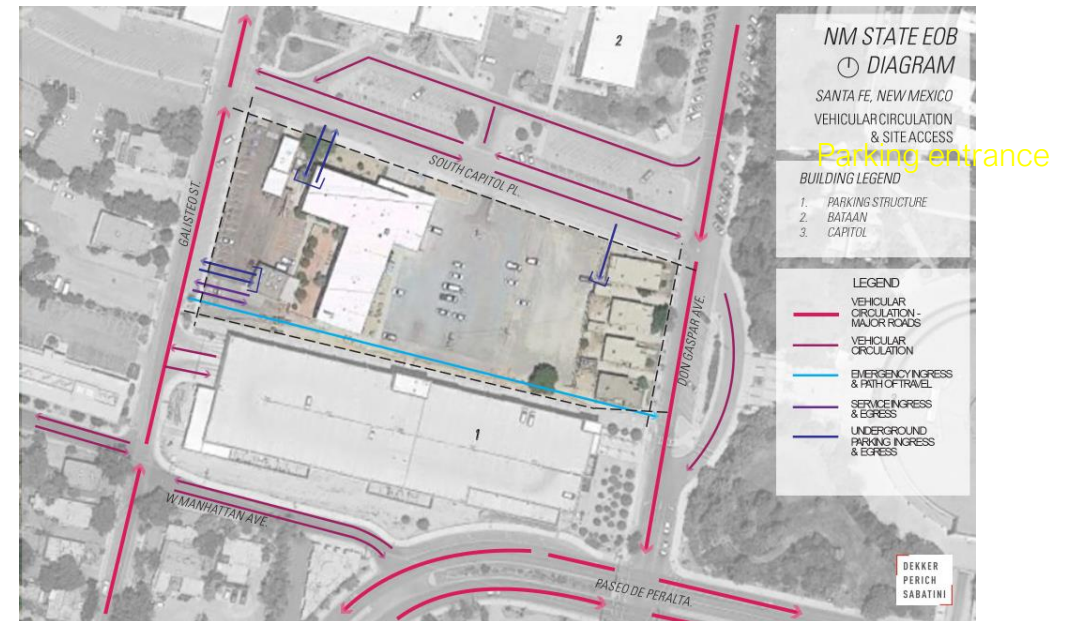 NM STATE EOB
DIAGRAM
SANTA FE, NEW MEXICO
VEHICULAR CIRCULATION
& SITE ACCESS
Parking entrance
BUILDING LEGEND
1. PARKING STRUCTURE
2. BATAAN
3. CAPITOL
LEGEND
VEHICULAR
CIRCULATION -
MAJOR ROADS
VEHICULAR
CIRCULATION
EMERGENCY INGRESS
& PATH OF TRAVEL
SERVICE INGRESS
& EGRESS
UNDERGROUND
PARKING INGRESS
& EGRESS
2
SOUTH CAPITOL PL.
GALISTEO ST.
DON GASPAR AVE.
1
W MANHATTAN AVE.
PASEO DE PERALTA
DEKKER
PERICH
SABATINI